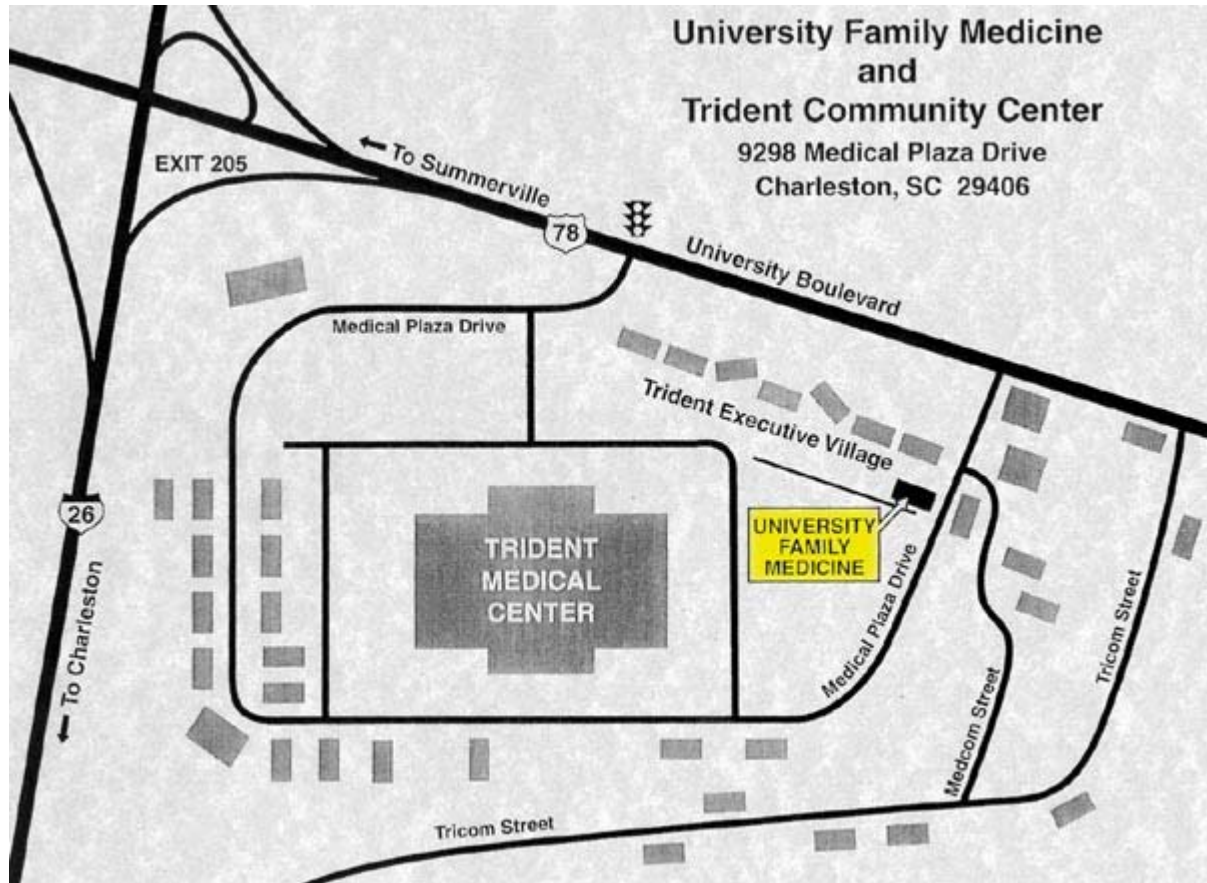 University Family Medicine
and
Trident Community Center
9298 Medical Plaza Drive
Charleston, SC 29406
EXIT 205
To Summerville
78
University Boulevard
Medical Plaza Drive
Trident Executive Village
26
UNIVERSITY
FAMILY
MEDICINE
TRIDENT
MEDICAL
CENTER
To Charleston
Medical Plaza Drive
Medcom Street
Tricom Street
Tricom Street